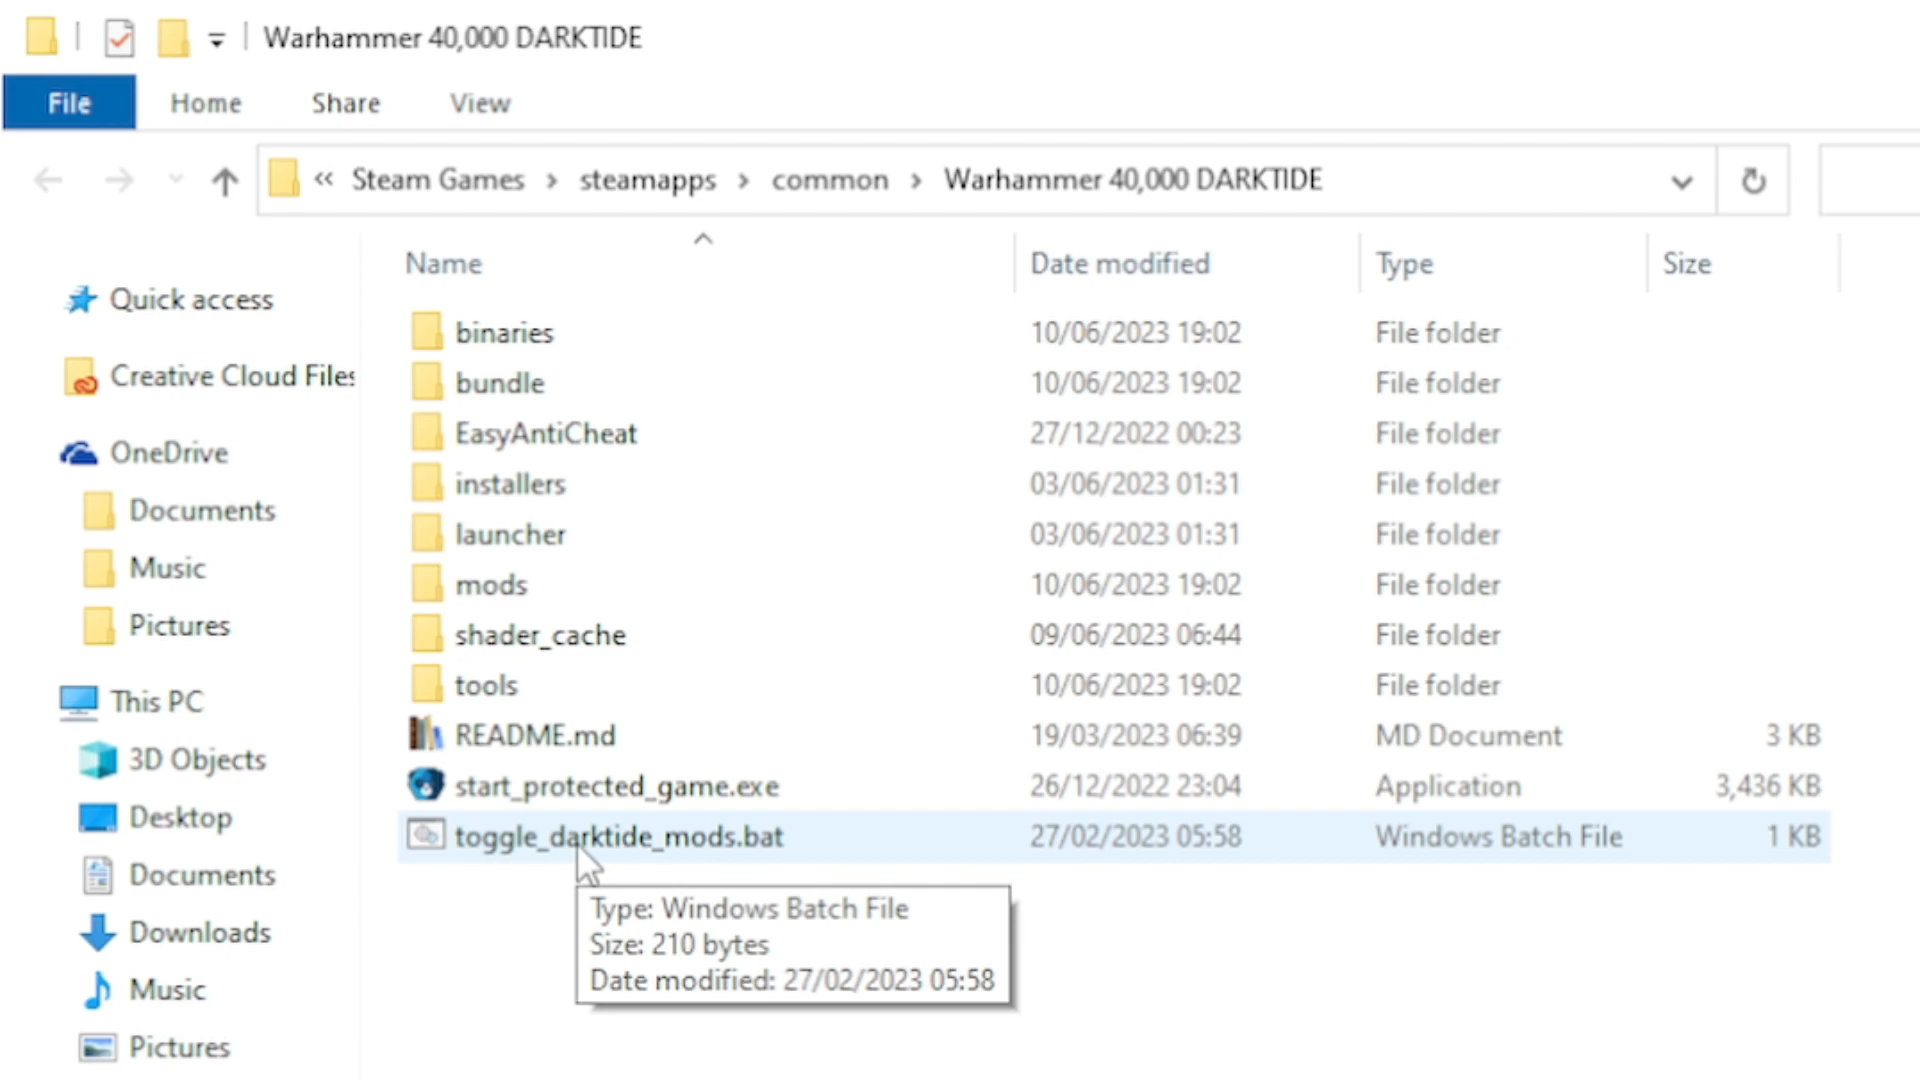 Warhammer 40,000 DARKTIDE
File Home Share View
« Steam Games > steamapps > common > Warhammer 40,000 DARKTIDE
Name Date modified Type Size
Quick access
Creative Cloud Files
OneDrive
Documents
Music
Pictures
This PC
3D Objects
Desktop
Documents
Downloads
Music
Pictures
binaries 10/06/2023 19:02 File folder
bundle 10/06/2023 19:02 File folder
EasyAntiCheat 27/12/2022 00:23 File folder
installers 03/06/2023 01:31 File folder
launcher 03/06/2023 01:31 File folder
mods 10/06/2023 19:02 File folder
shader_cache 09/06/2023 06:44 File folder
tools 10/06/2023 19:02 File folder
README.md 19/03/2023 06:39 MD Document 3 KB
start_protected_game.exe 26/12/2022 23:04 Application 3,436 KB
toggle_darktide_mods.bat 27/02/2023 05:58 Windows Batch File 1 KB
Type: Windows Batch File
Size: 210 bytes
Date modified: 27/02/2023 05:58